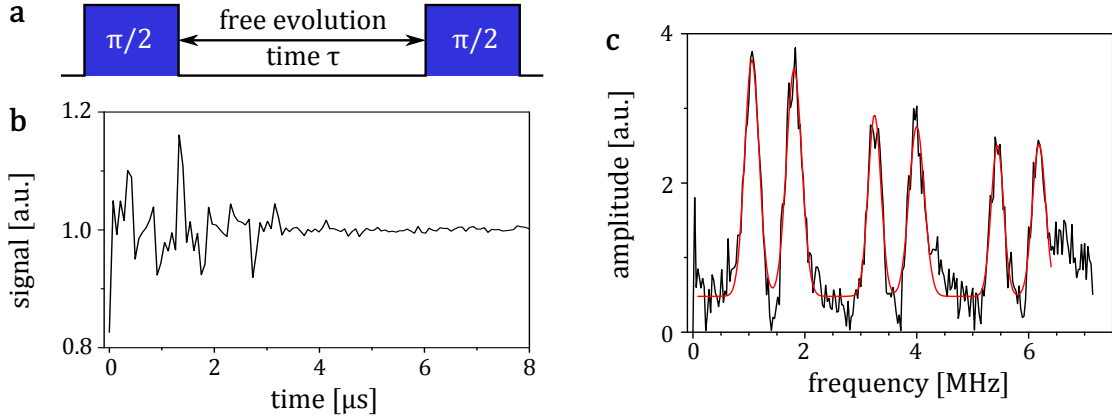 a
π/2
free evolution
time τ
π/2
b
1.2
1.0
0.8
signal [a.u.]
0
2
4
6
8
time [μs]
c
4
2
0
amplitude [a.u.]
0
2
4
6
frequency [MHz]